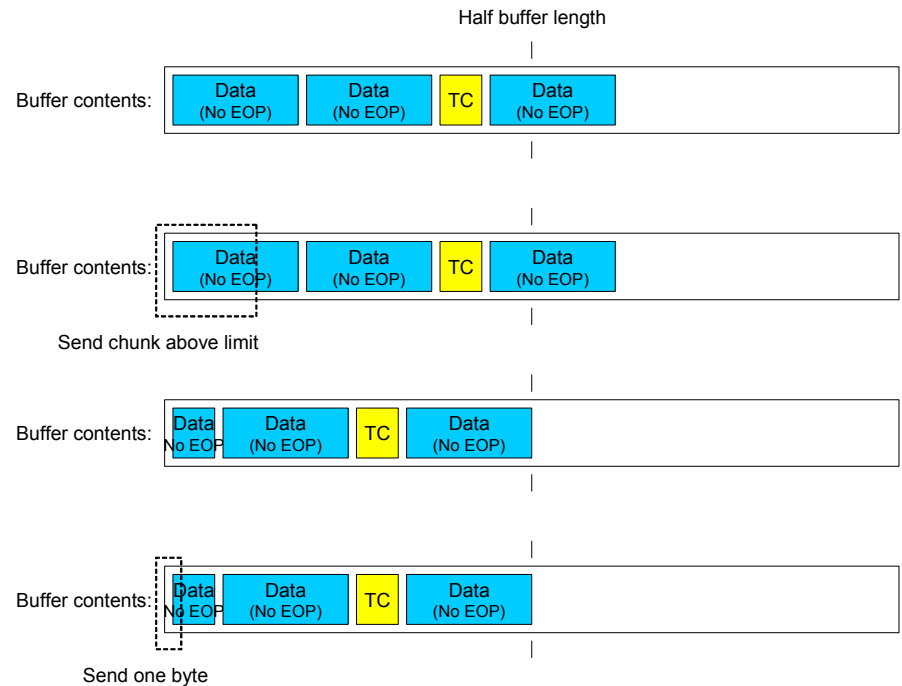 Half buffer length
Buffer contents:
Data
(No EOP)
Data
(No EOP)
TC
Data
(No EOP)
Buffer contents:
Data
(No EOP)
Data
(No EOP)
TC
Data
(No EOP)
Send chunk above limit
Buffer contents:
Data
No EOP
Data
(No EOP)
TC
Data
(No EOP)
Buffer contents:
Data
No EOP
Data
(No EOP)
TC
Data
(No EOP)
Send one byte